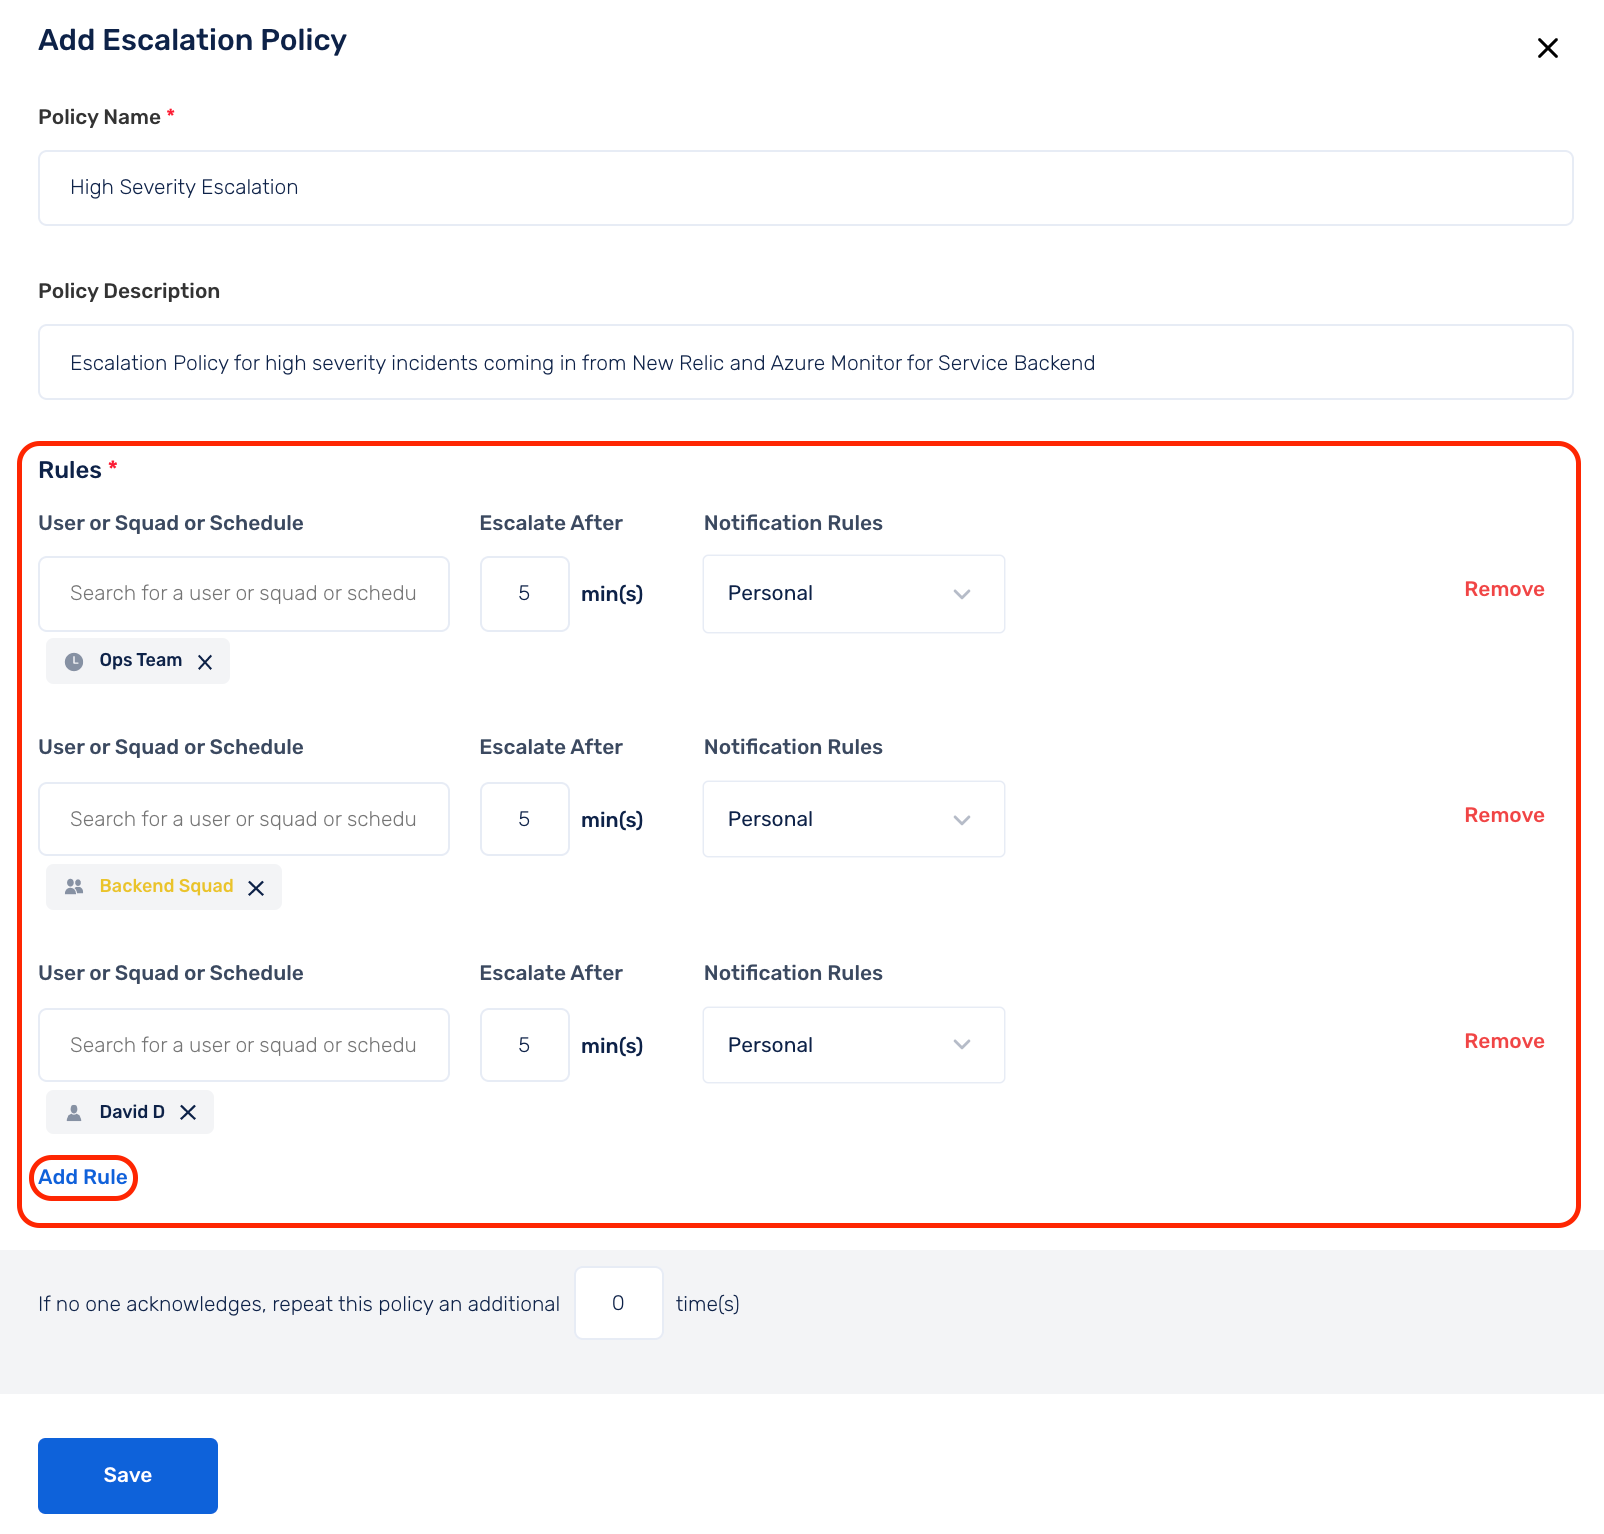 Add Escalation Policy
Policy Name *
High Severity Escalation
Policy Description
Escalation Policy for high severity incidents coming in from New Relic and Azure Monitor for Service Backend
Rules *
User or Squad or Schedule Escalate After Notification Rules
Search for a user or squad or schedu 5 min(s) Personal Remove
Ops Team
User or Squad or Schedule Escalate After Notification Rules
Search for a user or squad or schedu 5 min(s) Personal Remove
Backend Squad
User or Squad or Schedule Escalate After Notification Rules
Search for a user or squad or schedu 5 min(s) Personal Remove
David D
Add Rule
If no one acknowledges, repeat this policy an additional 0 time(s)
Save